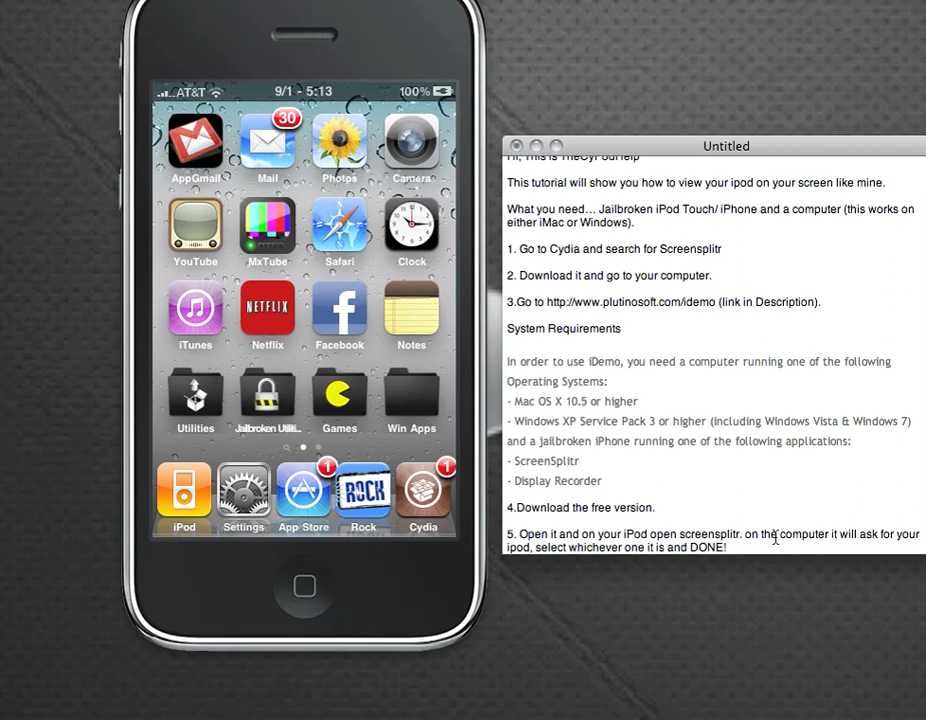 AT&T 9/1 - 5:13 100%
30
AppGmail Mail Photos Camera
YouTube MxTube Safari Clock
NETFLIX
iTunes Netflix Facebook Notes
Utilities Games Win Apps
1 ROCK 1
iPod Settings App Store Rock Cydia
Untitled
Hi, This is
This tutorial will show you how to view your ipod on your screen like mine.
What you need... Jailbroken iPod Touch/ iPhone and a computer (this works on
either iMac or Windows).
1. Go to Cydia and search for Screensplitr
2. Download it and go to your computer.
3.Go to http://www.plutinosoft.com/idemo (link in Description).
System Requirements
In order to use iDemo, you need a computer running one of the following
Operating Systems:
- Mac OS X 10.5 or higher
- Windows XP Service Pack 3 or higher (including Windows Vista & Windows 7)
and a jailbroken iPhone running one of the following applications:
- ScreenSplitr
- Display Recorder
4.Download the free version.
5. Open it and on your iPod open screensplitr. on the computer it will ask for your
ipod, select whichever one it is and DONE!